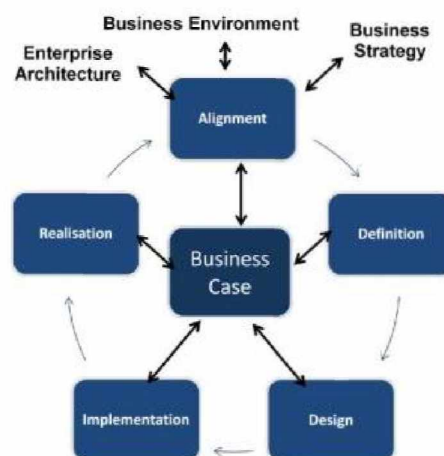 Business Environment
Enterprise
Architecture
Business
Strategy
Alignment
Realisation
Business
Case
Definition
Implementation
Design